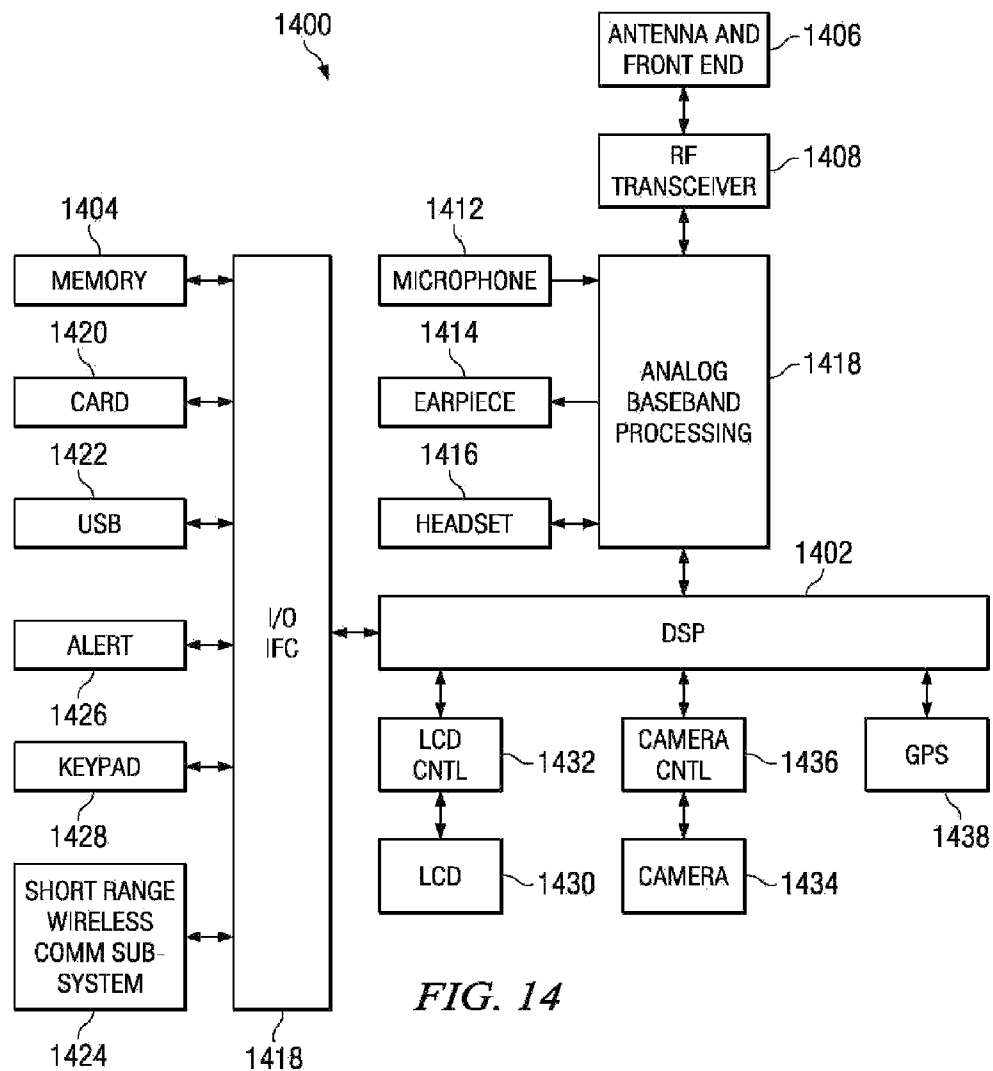 1400
ANTENNA AND
FRONT END
1406
RF
TRANSCEIVER
1408
1404
MEMORY
1412
MICROPHONE
1420
CARD
1414
EARPIECE
ANALOG
BASEBAND
PROCESSING
1418
1422
USB
1416
HEADSET
1402
I/O
IFC
DSP
ALERT
1426
KEYPAD
1428
LCD
CNTL
1432
CAMERA
CNTL
1436
GPS
1438
LCD
1430
CAMERA
1434
SHORT RANGE
WIRELESS
COMM SUB-
SYSTEM
1424
1418
FIG. 14